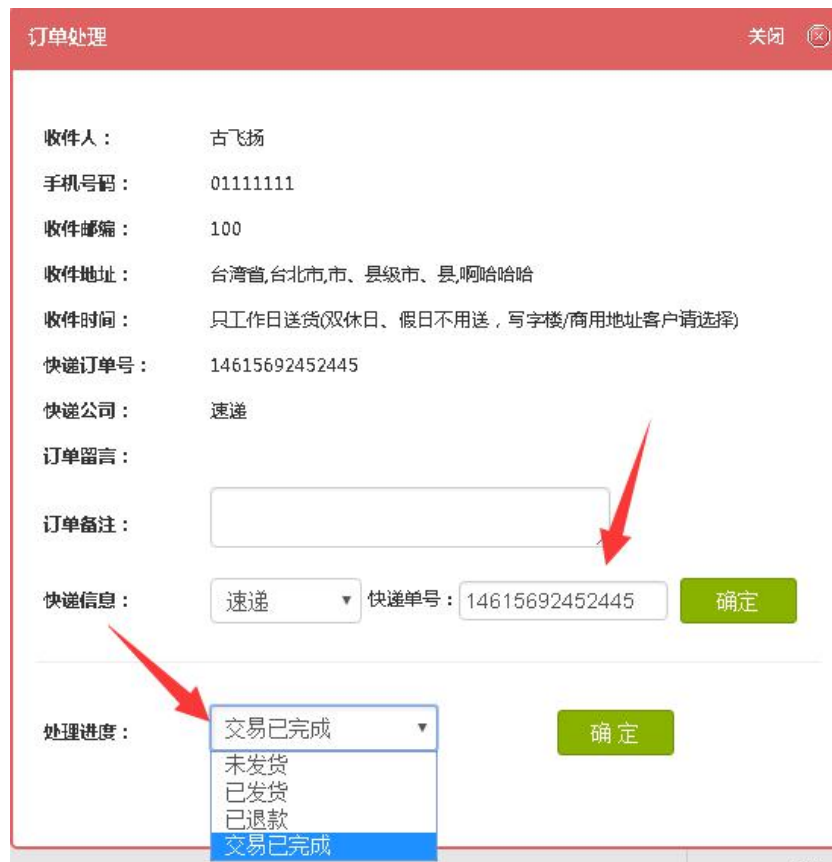 订单处理 关闭
收件人： 古飞扬
手机号码： 01111111
收件邮编： 100
收件地址： 台湾省,台北市,市、县级市、县,啊哈哈哈
收件时间： 只工作日送货(双休日、假日不用送，写字楼/商用地址客户请选择)
快递订单号： 14615692452445
快递公司： 速递
订单留言：
订单备注：
快递信息： 速递 快递单号： 14615692452445 确定
处理进度： 交易已完成 确 定
未发货
已发货
已退款
交易已完成